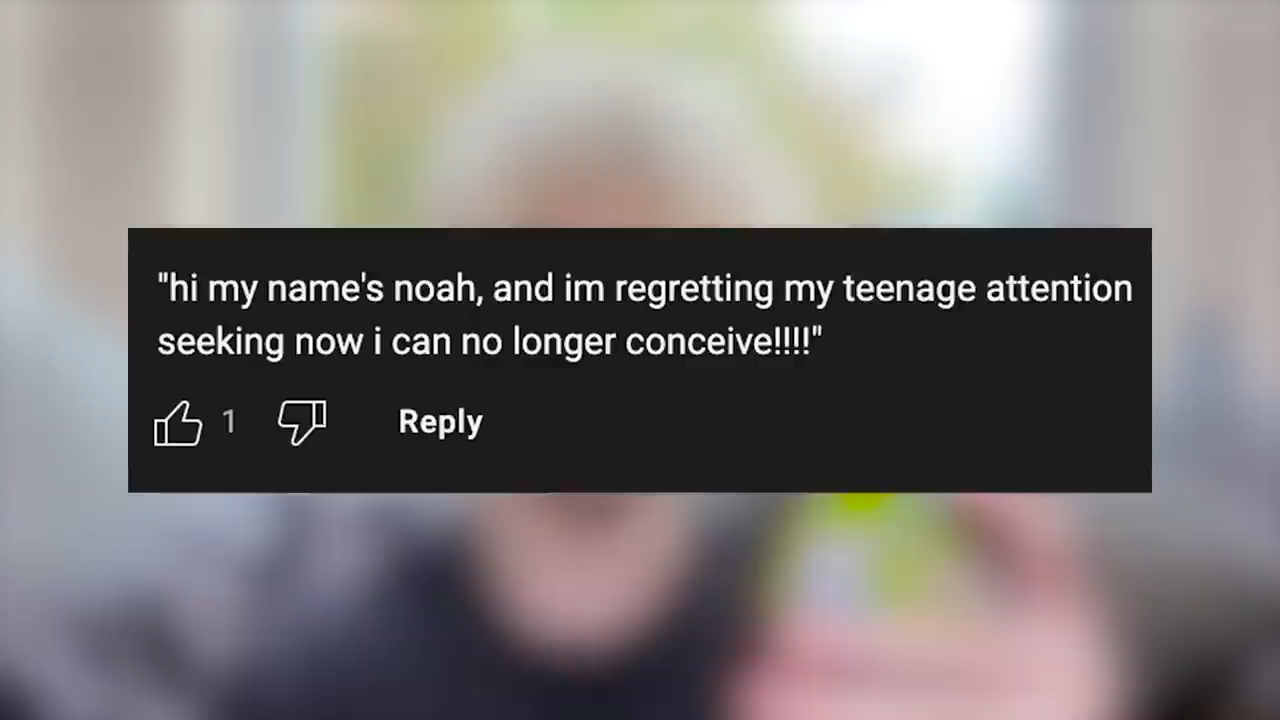 "hi my name's noah, and im regretting my teenage attention
seeking now i can no longer conceive!!!!"
1 Reply